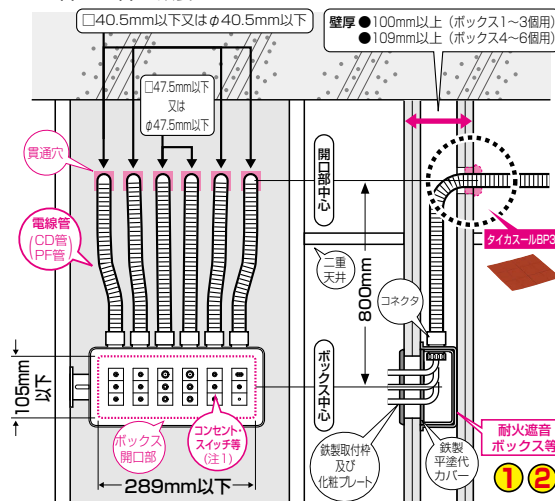 □40.5mm以下又はφ40.5mm以下
壁厚 ●100mm以上（ボックス1～3個用）
●109mm以上（ボックス4～6個用）
□47.5mm以下
又は
φ47.5mm以下
貫通穴
電線管
(CD管)
(PF管)
開口部中心
二重
天井
800mm
コネクタ
タイカスールBP3
ボックス中心
105mm
以下
ボックス
開口部
コンセント・
スイッチ等
(注1)
289mm以下
鉄製取付枠
及び
化粧プレート
鉄製
平塗代
カバー
耐火遮音
ボックス等
1 2